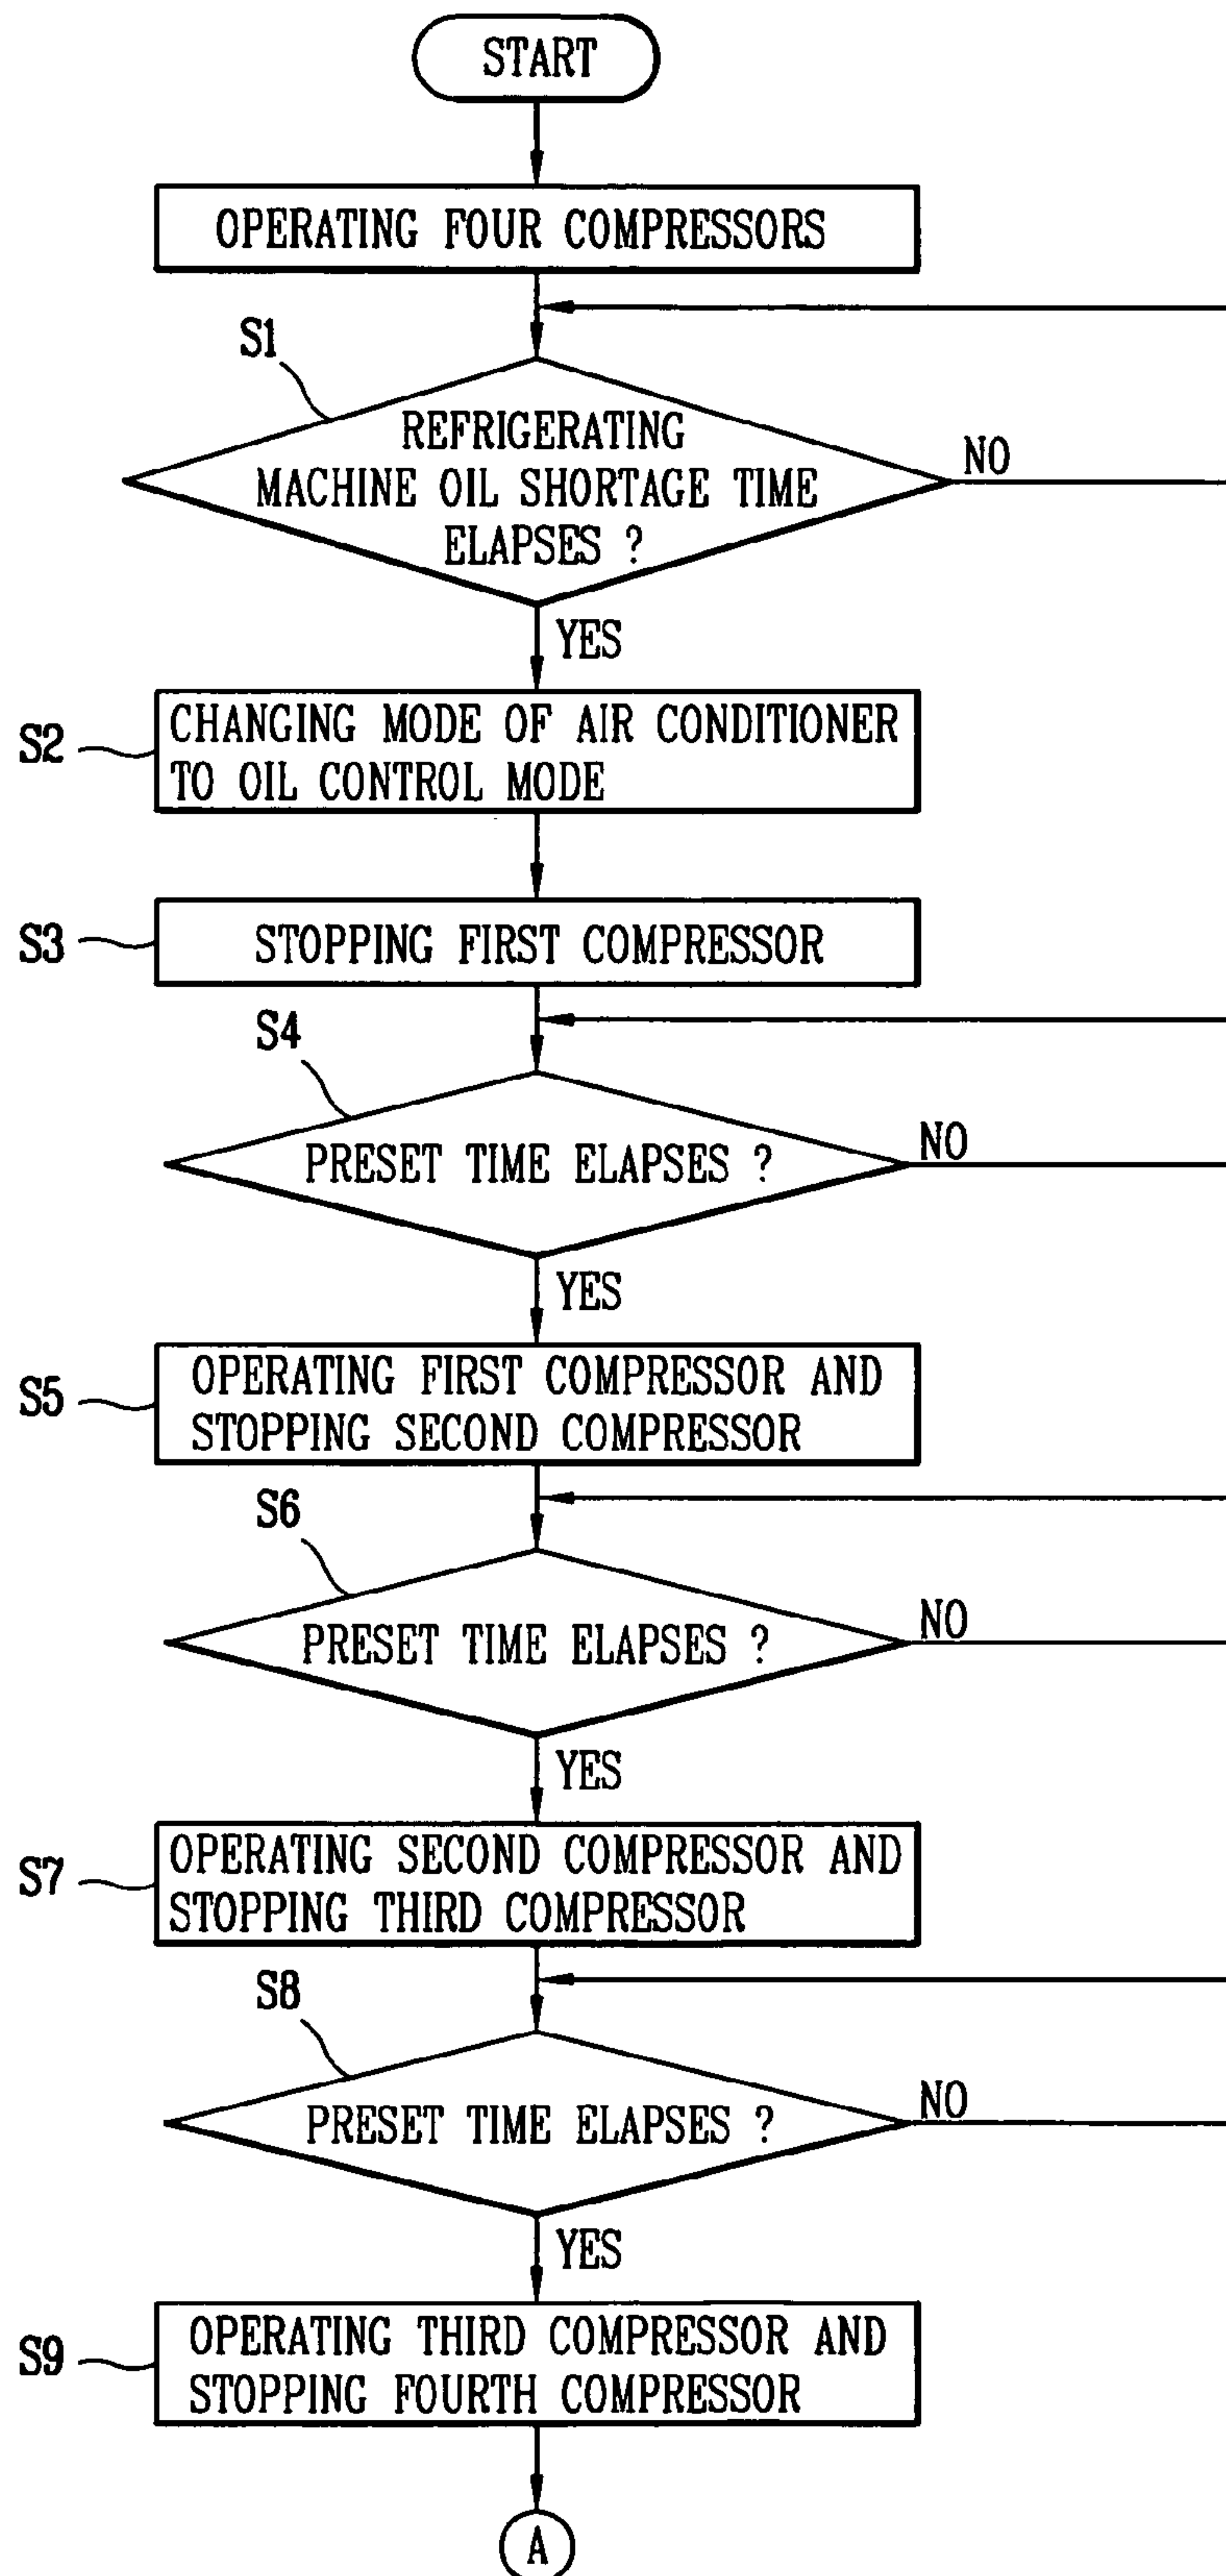 START
OPERATING FOUR COMPRESSORS
S1
REFRIGERATING
MACHINE OIL SHORTAGE TIME
ELAPSES ?
NO
YES
S2
CHANGING MODE OF AIR CONDITIONER
TO OIL CONTROL MODE
S3
STOPPING FIRST COMPRESSOR
S4
PRESET TIME ELAPSES ?
NO
YES
S5
OPERATING FIRST COMPRESSOR AND
STOPPING SECOND COMPRESSOR
S6
PRESET TIME ELAPSES ?
NO
YES
S7
OPERATING SECOND COMPRESSOR AND
STOPPING THIRD COMPRESSOR
S8
PRESET TIME ELAPSES ?
NO
YES
S9
OPERATING THIRD COMPRESSOR AND
STOPPING FOURTH COMPRESSOR
A